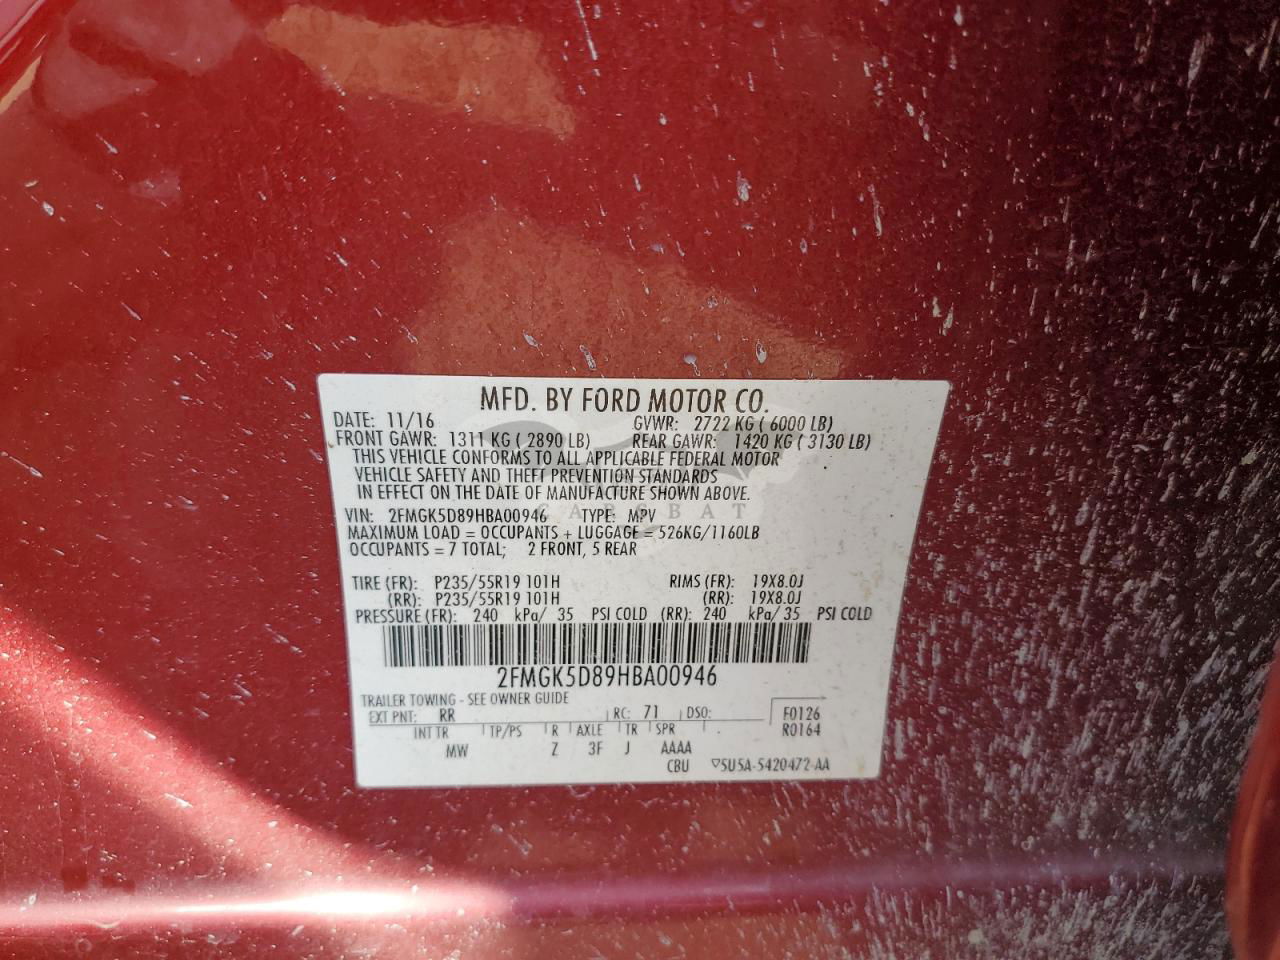 MFD. BY FORD MOTOR CO.
DATE: 11/16 GVWR: 2722 KG ( 6000 LB)
FRONT GAWR: 1311 KG ( 2890 LB) REAR GAWR: 1420 KG ( 3130 LB)
THIS VEHICLE CONFORMS TO ALL APPLICABLE FEDERAL MOTOR
VEHICLE SAFETY AND THEFT PREVENTION STANDARDS
IN EFFECT ON THE DATE OF MANUFACTURE SHOWN ABOVE.
CARSBAT
VIN: 2FMGK5D89HBA00946 TYPE: MPV
MAXIMUM LOAD = OCCUPANTS + LUGGAGE = 526KG/1160LB
OCCUPANTS = 7 TOTAL; 2 FRONT, 5 REAR
TIRE (FR): P235/55R19 101H RIMS (FR): 19X8.0J
(RR): P235/55R19 101H (RR): 19X8.0J
PRESSURE (FR): 240 kPa/ 35 PSI COLD (RR): 240 kPa/ 35 PSI COLD
2FMGK5D89HBA00946
TRAILER TOWING - SEE OWNER GUIDE
EXT PNT: RR RC: 71 DSO: F0126
INT TR TP/PS R AXLE TR SPR R0164
MW Z 3F J AAAA
CBU 5U5A-5420472-AA